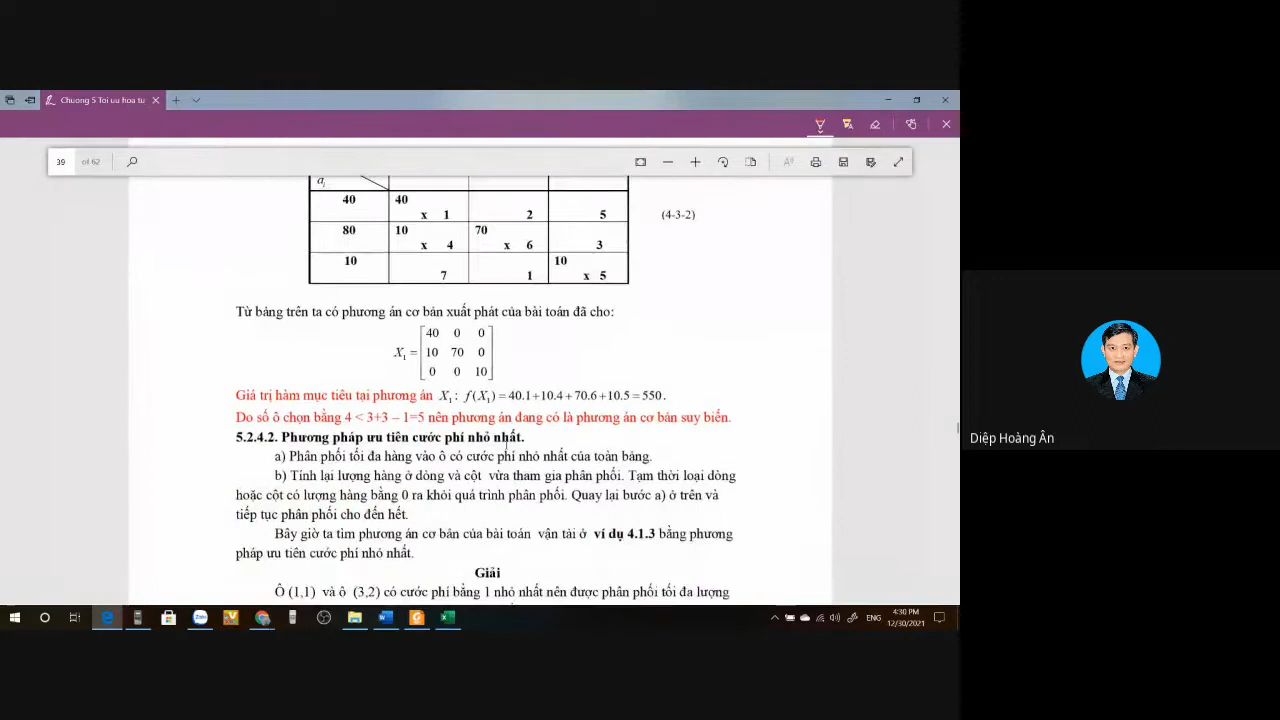 Chuong 5 Toi uu hoa tu
39 of 62
a_i
40 40 x 1 2 5 (4-3-2)
80 10 x 4 70 x 6 3
10 7 1 10 x 5
Từ bảng trên ta có phương án cơ bản xuất phát của bài toán đã cho:
40 0 0
X₁ = 10 70 0
0 0 10
Giá trị hàm mục tiêu tại phương án X₁: f(X₁) = 40.1+10.4+70.6+10.5 = 550.
Do số ô chọn bằng 4 < 3+3 – 1=5 nên phương án đang có là phương án cơ bản suy biến.
5.2.4.2. Phương pháp ưu tiên cước phí nhỏ nhất.
a) Phân phối tối đa hàng vào ô có cước phí nhỏ nhất của toàn bảng.
b) Tính lại lượng hàng ở dòng và cột vừa tham gia phân phối. Tạm thời loại dòng
hoặc cột có lượng hàng bằng 0 ra khỏi quá trình phân phối. Quay lại bước a) ở trên và
tiếp tục phân phối cho đến hết.
Bây giờ ta tìm phương án cơ bản của bài toán vận tải ở ví dụ 4.1.3 bằng phương
pháp ưu tiên cước phí nhỏ nhất.
Giải
Ô (1,1) và ô (3,2) có cước phí bằng 1 nhỏ nhất nên được phân phối tối đa lượng
Diệp Hoàng Ân
ENG
4:30 PM
12/30/2021